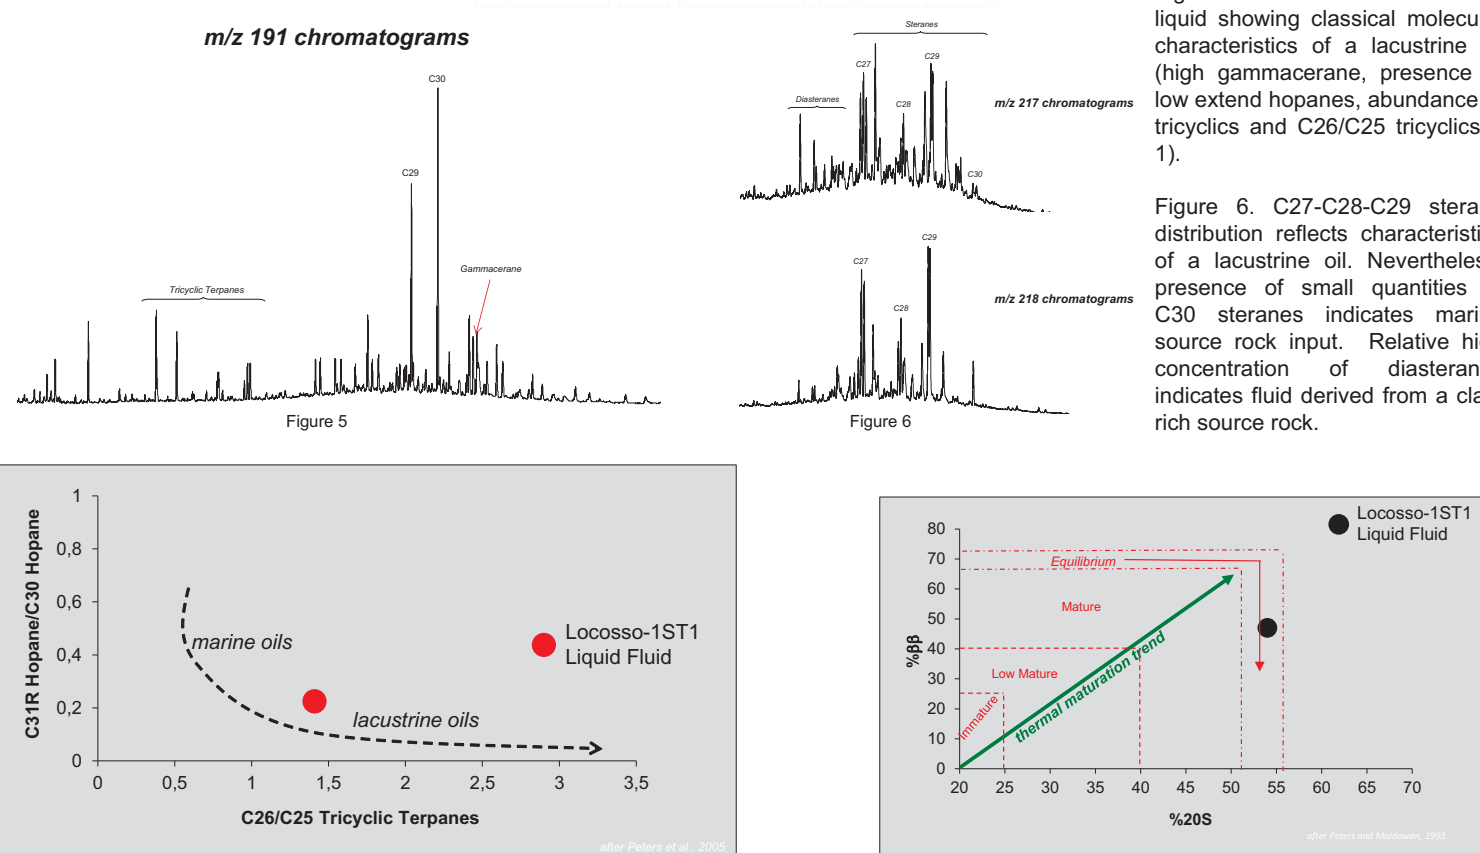 m/z 191 chromatograms
C30
C29
Gammacerane
Tricyclic Terpanes
Figure 5
Steranes
C27
C29
Diasteranes
C28
m/z 217 chromatograms
C30
C29
C27
C28
m/z 218 chromatograms
Figure 6
liquid showing classical
characteristics of a lacustrine
(high gammacerane, presence
low extend hopanes, abundance
tricyclics and C26/C25 tricyclics
1).
Figure 6. C27-C28-C29
distribution reflects
of a lacustrine oil.
presence of small quantities
C30 steranes indicates
source rock input. Relative
concentration of
indicates fluid derived from a
rich source rock.
C31R Hopane/C30 Hopane
1
0,8
0,6
0,4
0,2
0
marine oils
lacustrine oils
Locosso-1ST1
Liquid Fluid
0 0,5 1 1,5 2 2,5 3 3,5
C26/C25 Tricyclic Terpanes
after Peters et al., 2005
Locosso-1ST1
Liquid Fluid
%ββ
80
70
60
50
40
30
20
10
0
Equilibrium
Mature
Low Mature
Immature
thermal maturation trend
20 25 30 35 40 45 50 55 60 65 70
%20S
after Peters and Moldowan, 1993